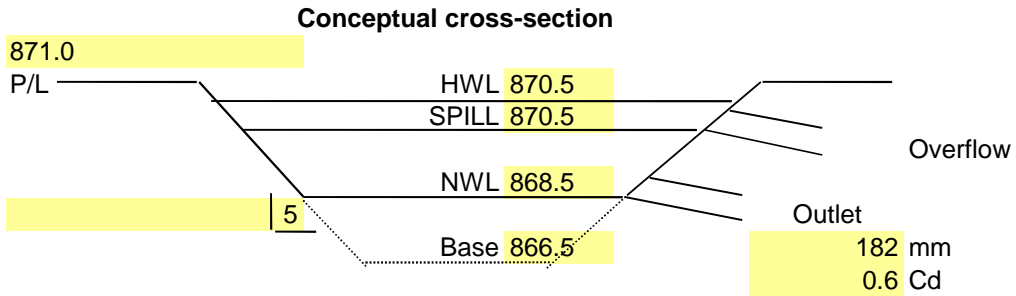 Conceptual cross-section
871.0
P/L
HWL 870.5
SPILL 870.5
Overflow
NWL 868.5
5
Outlet
Base 866.5
182 mm
0.6 Cd